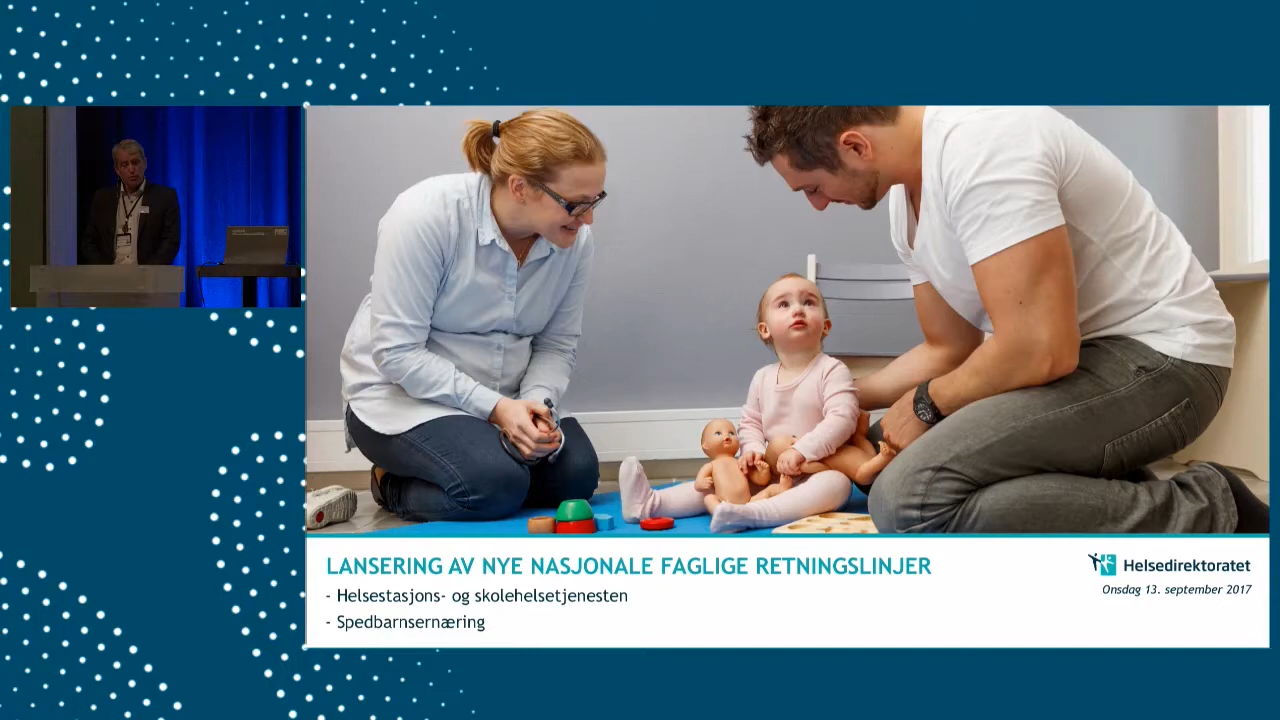 LANSERING AV NYE NASJONALE FAGLIGE RETNINGSLINJER
- Helsestasjons- og skolehelsetjenesten
- Spedbarnsernæring
Helsedirektoratet
Onsdag 13. september 2017